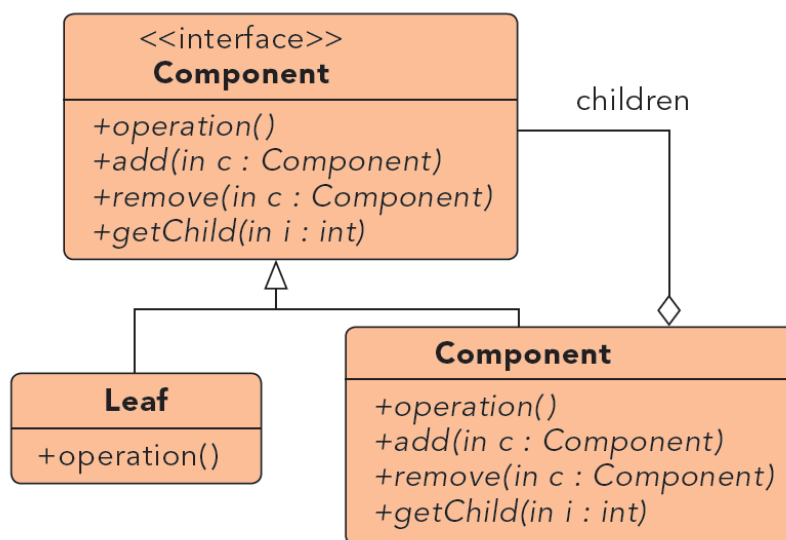 <<interface>>
Component
+operation()
+add(in c : Component)
+remove(in c : Component)
+getChild(in i : int)
children
Leaf
+operation()
Component
+operation()
+add(in c : Component)
+remove(in c : Component)
+getChild(in i : int)